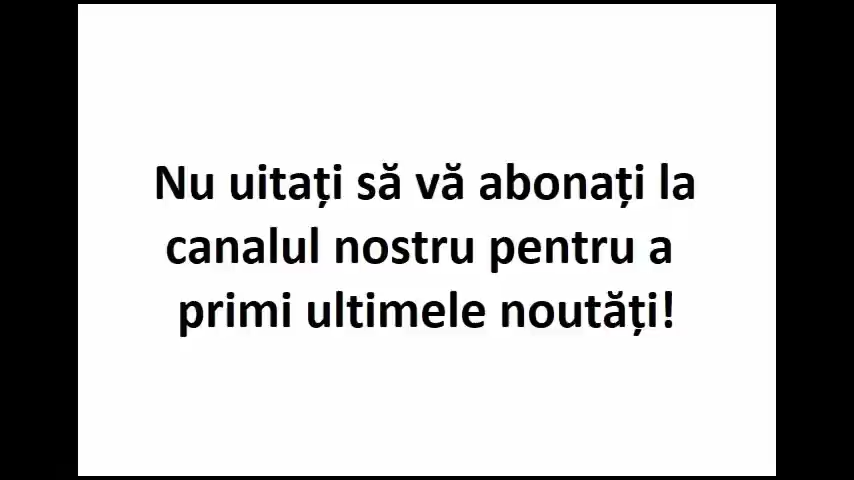 Nu uitați să vă abonați la
canalul nostru pentru a
primi ultimele noutăți!